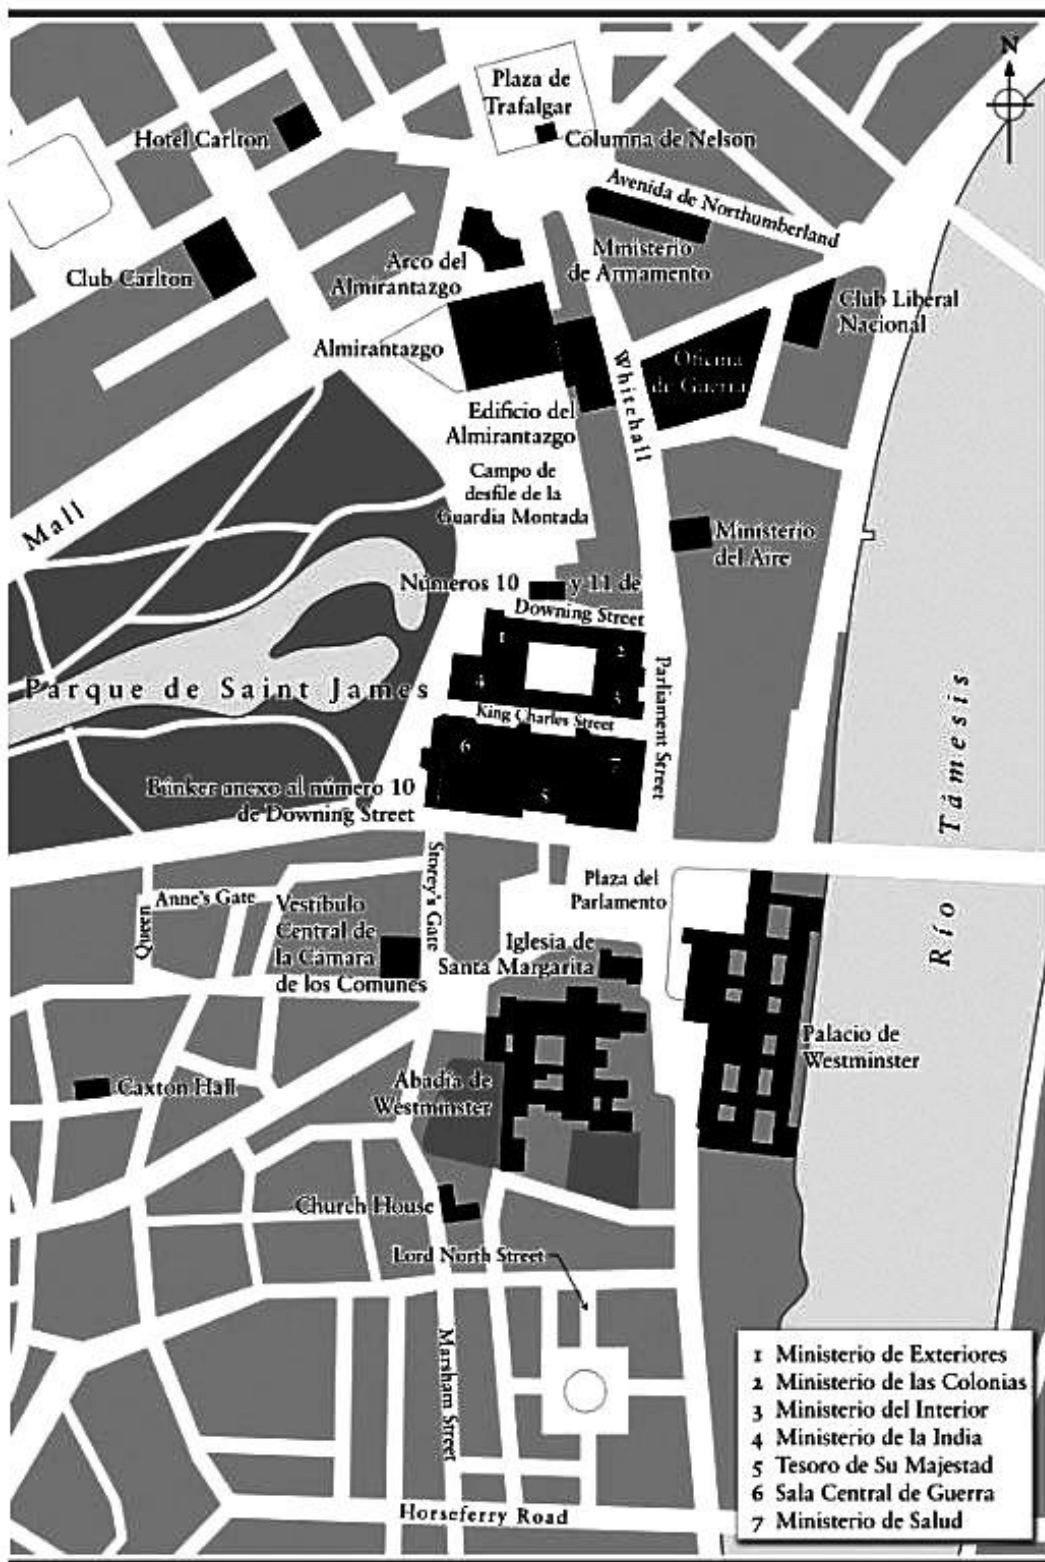 N
Plaza de
Trafalgar
Hotel Carlton
Columna de Nelson
Avenida de Northumberland
Arco del
Almirantazgo
Ministerio
de Armamento
Club Carlton
Club Liberal
Nacional
Almirantazgo
Whitehall
Oficina
de Guerra
Edificio del
Almirantazgo
Campo de
desfile de la
Guardia Montada
Mall
Ministerio
del Aire
Números 10 y 11 de
Downing Street
1
2
Parque de Saint James
4
3
Parliament Street
King Charles Street
6
7
5
Búnker anexo al número 10
de Downing Street
Río Támesis
Storey's Gate
Plaza del
Parlamento
Queen
Anne's Gate
Vestíbulo
Central de
la Cámara
de los Comunes
Iglesia de
Santa Margarita
Palacio de
Westminster
Caxton Hall
Abadía de
Westminster
Church House
Lord North Street
Marsham Street
Horseferry Road
1 Ministerio de Exteriores
2 Ministerio de las Colonias
3 Ministerio del Interior
4 Ministerio de la India
5 Tesoro de Su Majestad
6 Sala Central de Guerra
7 Ministerio de Salud